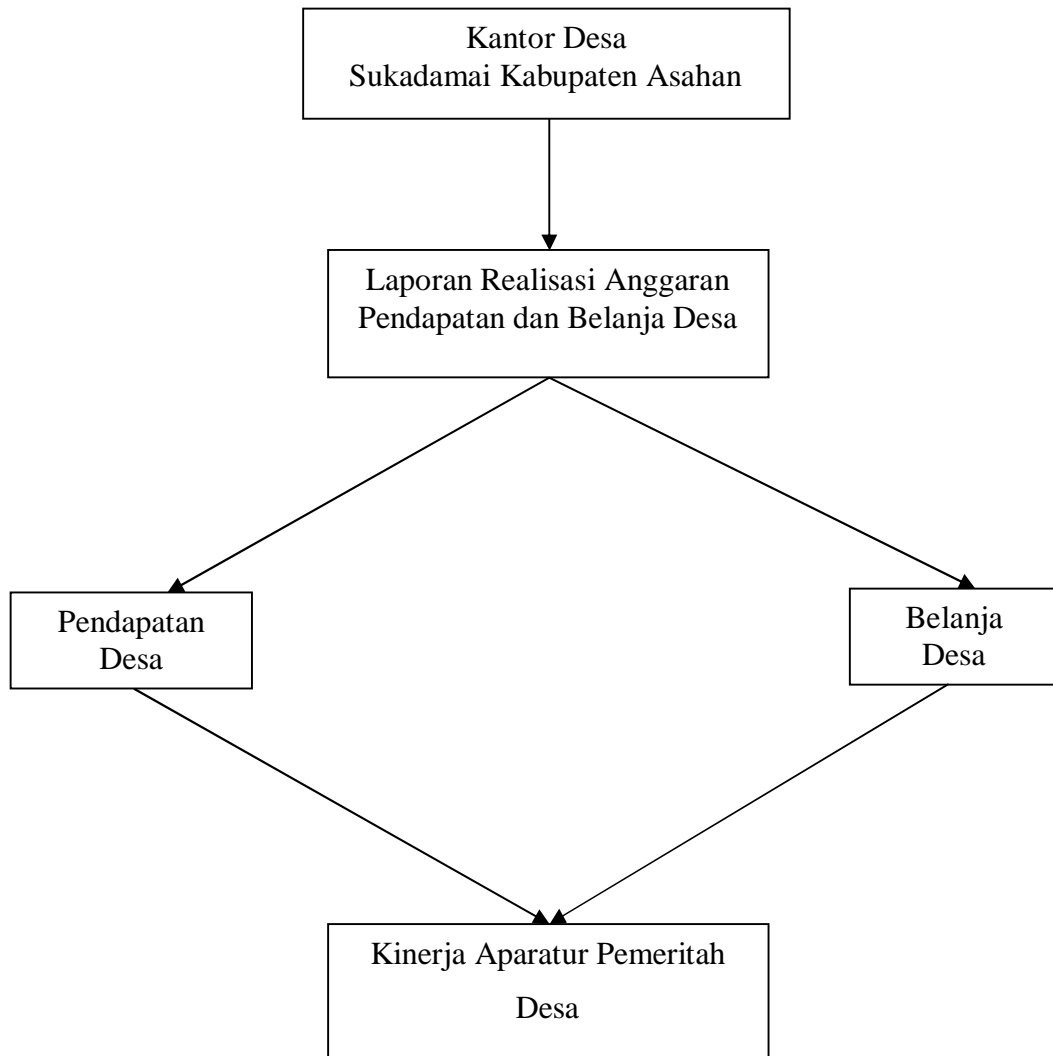 Kantor Desa
Sukadamai Kabupaten Asahan
Laporan Realisasi Anggaran
Pendapatan dan Belanja Desa
Pendapatan
Desa
Belanja
Desa
Kinerja Aparatur Pemeritah
Desa